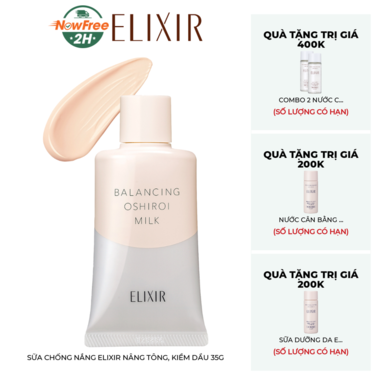 NowFree
2H
ELIXIR
BALANCING
OSHIROI
MILK
ELIXIR
SỮA CHỐNG NẮNG ELIXIR NÂNG TÔNG, KIỀM DẦU 35G
QUÀ TẶNG TRỊ GIÁ
400K
COMBO 2 NƯỚC C...
(SỐ LƯỢNG CÓ HẠN)
QUÀ TẶNG TRỊ GIÁ
200K
NƯỚC CÂN BẰNG ...
(SỐ LƯỢNG CÓ HẠN)
QUÀ TẶNG TRỊ GIÁ
200K
SỮA DƯỠNG DA E...
(SỐ LƯỢNG CÓ HẠN)